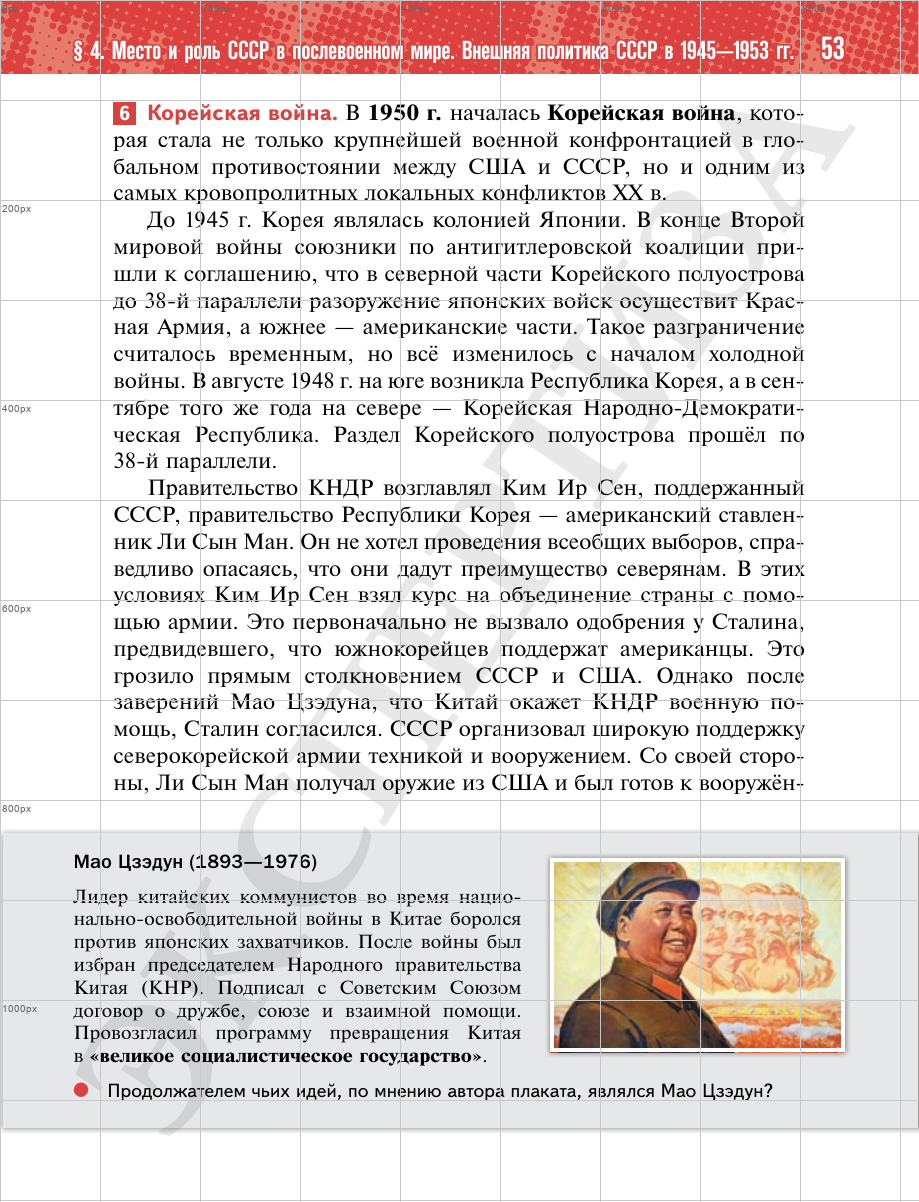 § 4. Место и роль СССР в послевоенном мире. Внешняя политика СССР в 1945—1953 гг. 53
6 Корейская война. В 1950 г. началась Корейская война, кото-
рая стала не только крупнейшей военной конфронтацией в гло-
бальном противостоянии между США и СССР, но и одним из
самых кровопролитных локальных конфликтов XX в.
До 1945 г. Корея являлась колонией Японии. В конце Второй
мировой войны союзники по антигитлеровской коалиции при-
шли к соглашению, что в северной части Корейского полуострова
до 38-й параллели разоружение японских войск осуществит Крас-
ная Армия, а южнее — американские части. Такое разграничение
считалось временным, но всё изменилось с началом холодной
войны. В августе 1948 г. на юге возникла Республика Корея, а в сен-
тябре того же года на севере — Корейская Народно-Демократи-
ческая Республика. Раздел Корейского полуострова прошёл по
38-й параллели.
Правительство КНДР возглавлял Ким Ир Сен, поддержанный
СССР, правительство Республики Корея — американский ставлен-
ник Ли Сын Ман. Он не хотел проведения всеобщих выборов, спра-
ведливо опасаясь, что они дадут преимущество северянам. В этих
условиях Ким Ир Сен взял курс на объединение страны с помо-
щью армии. Это первоначально не вызвало одобрения у Сталина,
предвидевшего, что южнокорейцев поддержат американцы. Это
грозило прямым столкновением СССР и США. Однако после
заверений Мао Цзэдуна, что Китай окажет КНДР военную по-
мощь, Сталин согласился. СССР организовал широкую поддержку
северокорейской армии техникой и вооружением. Со своей сторо-
ны, Ли Сын Ман получал оружие из США и был готов к вооружён-
Мао Цзэдун (1893—1976)
Лидер китайских коммунистов во время нацио-
нально-освободительной войны в Китае боролся
против японских захватчиков. После войны был
избран председателем Народного правительства
Китая (КНР). Подписал с Советским Союзом
договор о дружбе, союзе и взаимной помощи.
Провозгласил программу превращения Китая
в «великое социалистическое государство».
Продолжателем чьих идей, по мнению автора плаката, являлся Мао Цзэдун?
ЭКСПЕРТИЗА
200px
400px
600px
800px
1000px